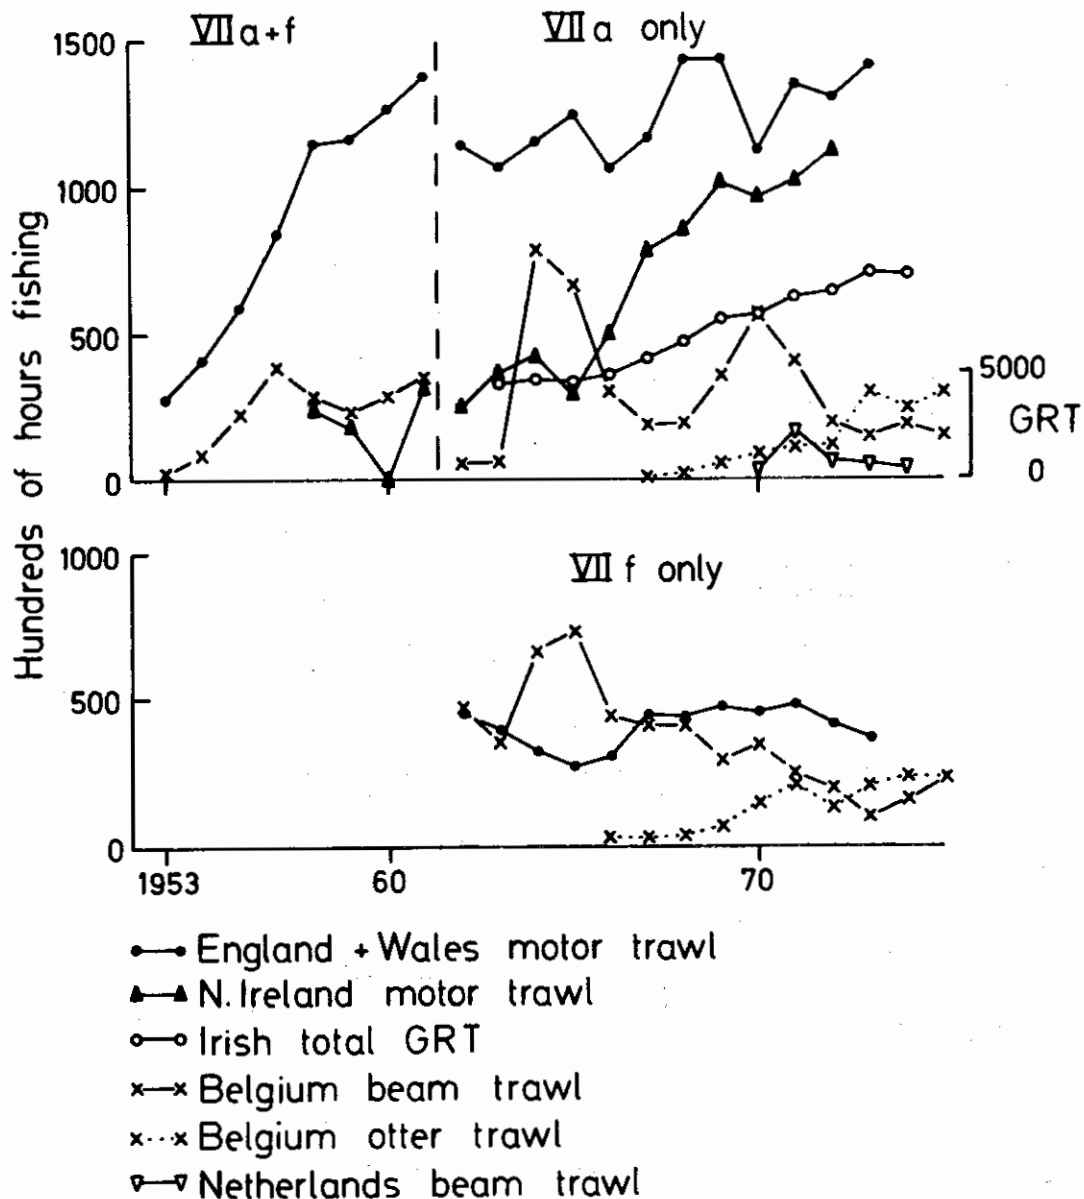 VIIa+f
VIIa only
1500
1000
500
0
5000
GRT
0
Hundreds of hours fishing
VII f only
1000
500
0
1953
60
70
England + Wales motor trawl
N. Ireland motor trawl
Irish total GRT
Belgium beam trawl
Belgium otter trawl
Netherlands beam trawl